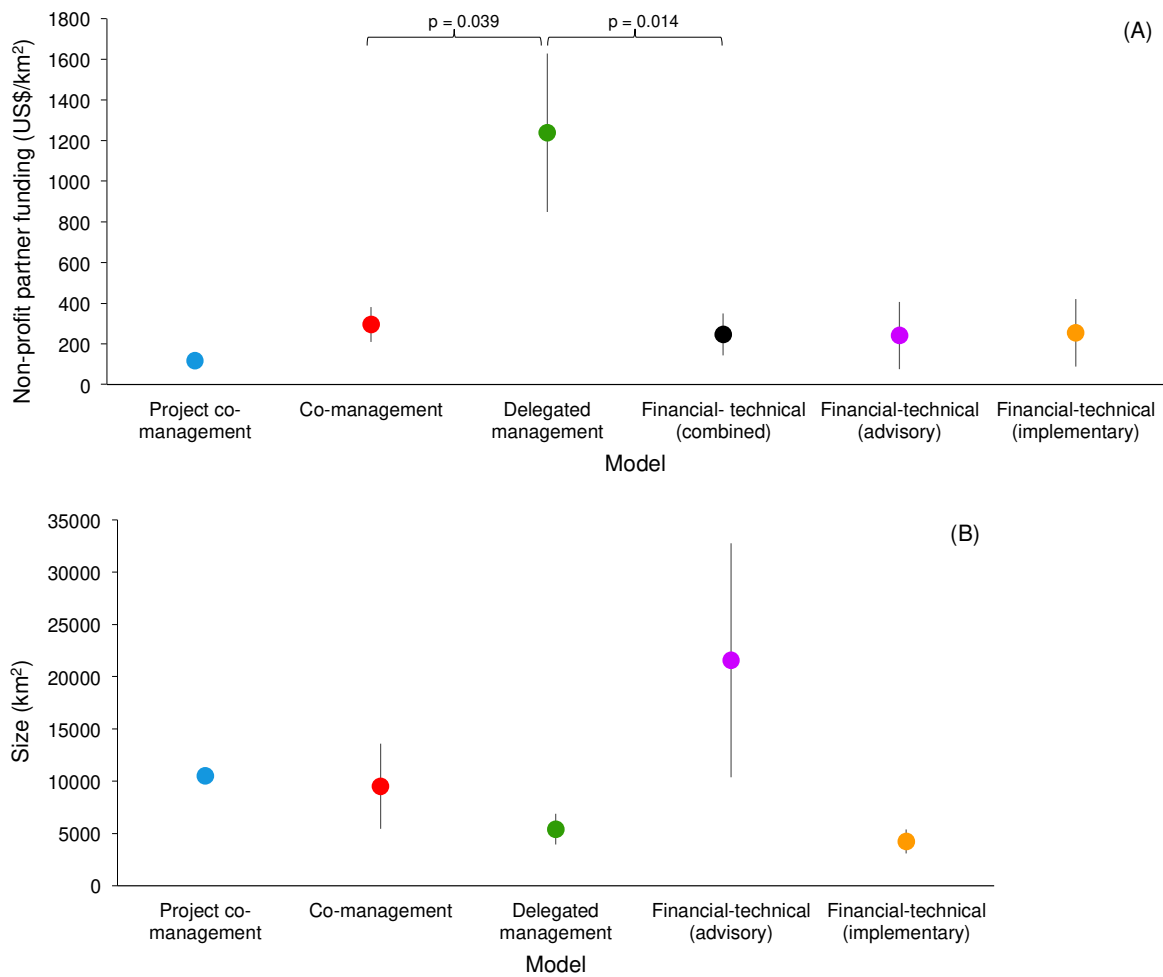 (A)
p = 0.039
p = 0.014
Non-profit partner funding (US$/km²)
1800
1600
1400
1200
1000
800
600
400
200
0
Project co-
management
Co-management
Delegated
management
Financial- technical
(combined)
Financial-technical
(advisory)
Financial-technical
(implementary)
Model
(B)
Size (km²)
35000
30000
25000
20000
15000
10000
5000
0
Project co-
management
Co-management
Delegated
management
Financial-technical
(advisory)
Financial-technical
(implementary)
Model